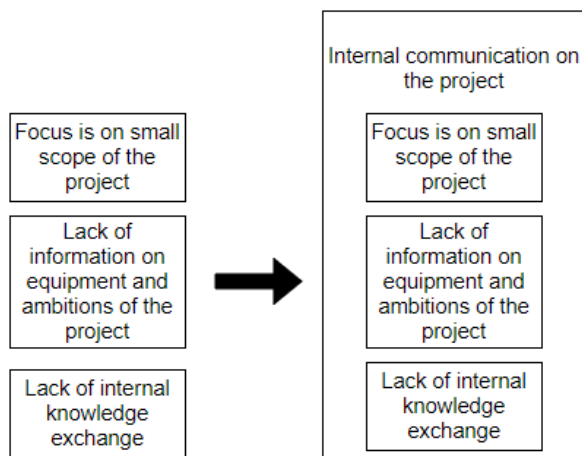 Focus is on small
scope of the
project
Lack of
information on
equipment and
ambitions of the
project
Lack of internal
knowledge
exchange
Internal communication on
the project
Focus is on small
scope of the
project
Lack of
information on
equipment and
ambitions of the
project
Lack of internal
knowledge
exchange